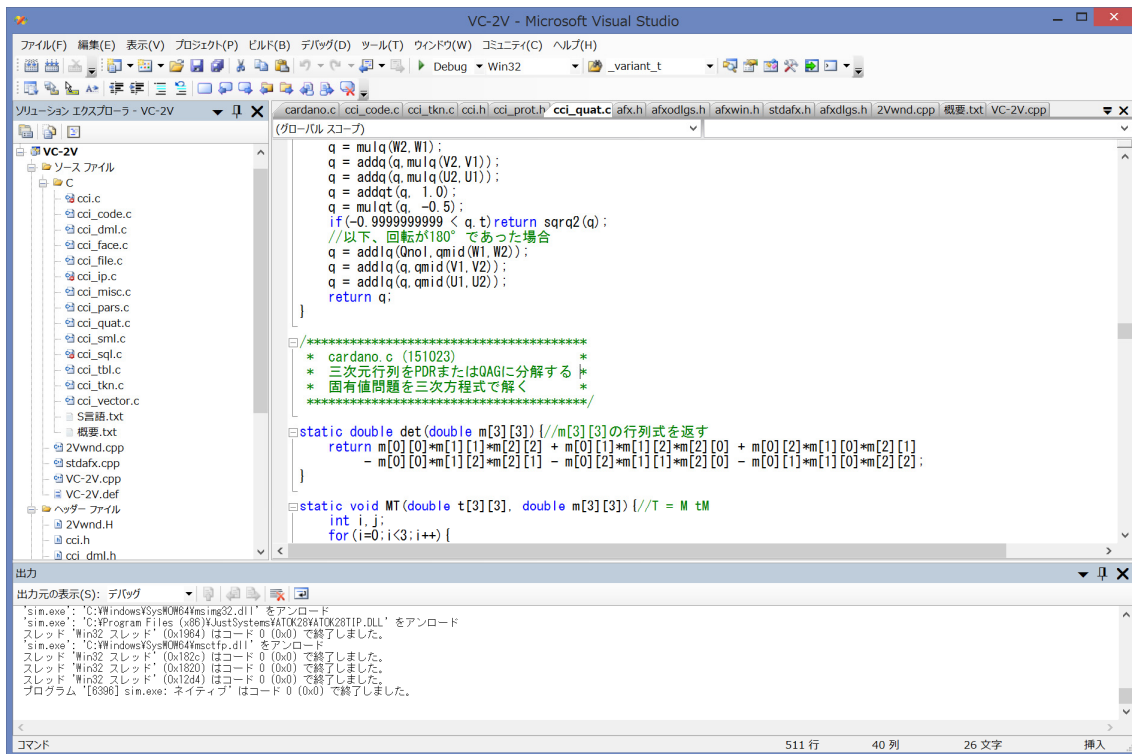 VC-2V - Microsoft Visual Studio
ファイル(F) 編集(E) 表示(V) プロジェクト(P) ビルド(B) デバッグ(D) ツール(T) ウィンドウ(W) コミュニティ(C) ヘルプ(H)
Debug Win32 _variant_t
ソリューション エクスプローラ - VC-2V
VC-2V
ソース ファイル
C
cci.c
cci_code.c
cci_dml.c
cci_face.c
cci_file.c
cci_ip.c
cci_misc.c
cci_pars.c
cci_quat.c
cci_sml.c
cci_sql.c
cci_tbl.c
cci_tkn.c
cci_vector.c
S言語.txt
概要.txt
2Vwnd.cpp
stdafx.cpp
VC-2V.cpp
VC-2V.def
ヘッダー ファイル
2Vwnd.H
cci.h
cci_dml.h
cardano.c cci_code.c cci_tkn.c cci.h cci_prot.h cci_quat.c afx.h afxodlgs.h afxwin.h stdafx.h afxdlgs.h 2Vwnd.cpp 概要.txt VC-2V.cpp
(グローバル スコープ)
q = mulq(W2,W1);
q = addq(q,mulq(V2,V1));
q = addq(q,mulq(U2,U1));
q = addqt(q, 1.0);
q = mulqt(q, -0.5);
if(-0.9999999999 < q.t)return sqrq2(q);
//以下、回転が180°であった場合
q = addlq(Qnol,qmid(W1,W2));
q = addlq(q,qmid(V1,V2));
q = addlq(q,qmid(U1,U2));
return q;
}
/***************************************
* cardano.c (151023) *
* 三次元行列をPDRまたはQAGに分解する *
* 固有値問題を三次方程式で解く *
***************************************/
static double det(double m[3][3]){//m[3][3]の行列式を返す
return m[0][0]*m[1][1]*m[2][2] + m[0][1]*m[1][2]*m[2][0] + m[0][2]*m[1][0]*m[2][1]
- m[0][0]*m[1][2]*m[2][1] - m[0][2]*m[1][1]*m[2][0] - m[0][1]*m[1][0]*m[2][2];
}
static void MT(double t[3][3], double m[3][3]){//T = M tM
int i,j;
for(i=0;i<3;i++){
出力
出力元の表示(S): デバッグ
'sim.exe': 'C:¥Windows¥SysWOW64¥msimg32.dll' をアンロード
'sim.exe': 'C:¥Program Files (x86)¥JustSystems¥ATOK28¥ATOK28TIP.DLL' をアンロード
スレッド 'Win32 スレッド' (0x1964) はコード 0 (0x0) で終了しました。
'sim.exe': 'C:¥Windows¥SysWOW64¥msctfp.dll' をアンロード
スレッド 'Win32 スレッド' (0x182c) はコード 0 (0x0) で終了しました。
スレッド 'Win32 スレッド' (0x1820) はコード 0 (0x0) で終了しました。
スレッド 'Win32 スレッド' (0x12d4) はコード 0 (0x0) で終了しました。
プログラム '[6396] sim.exe: ネイティブ' はコード 0 (0x0) で終了しました。
コマンド 511 行 40 列 26 文字 挿入